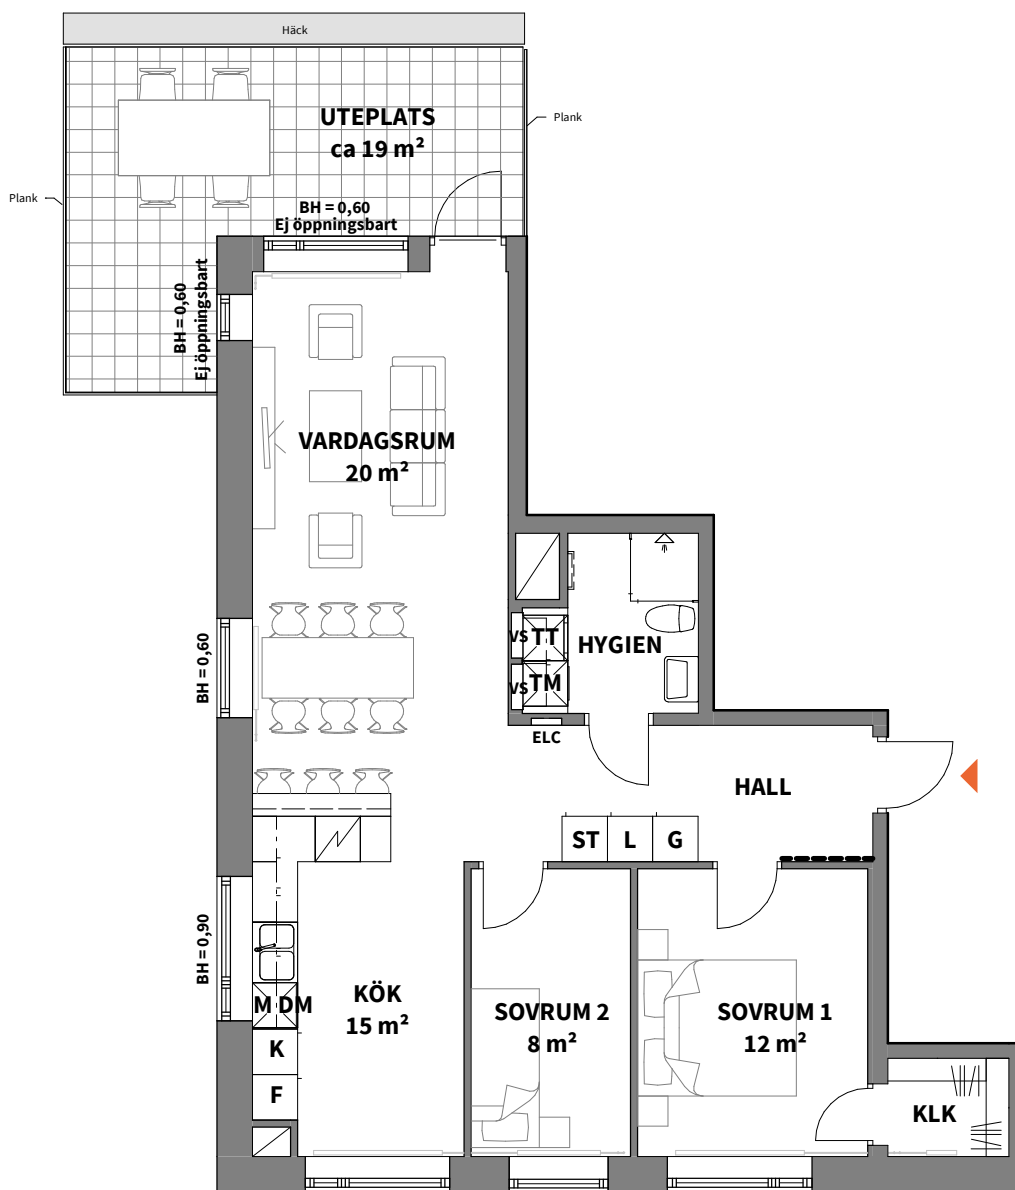 Häck
UTEPLATS
ca 19 m²
Plank
Plank
BH = 0,60
Ej öppningsbart
BH = 0,60
Ej öppningsbart
VARDAGSRUM
20 m²
BH = 0,60
VS TT
HYGIEN
VS TM
ELC
HALL
ST L G
BH = 0,90
M DM
KÖK
15 m²
SOVRUM 2
8 m²
SOVRUM 1
12 m²
K
F
KLK